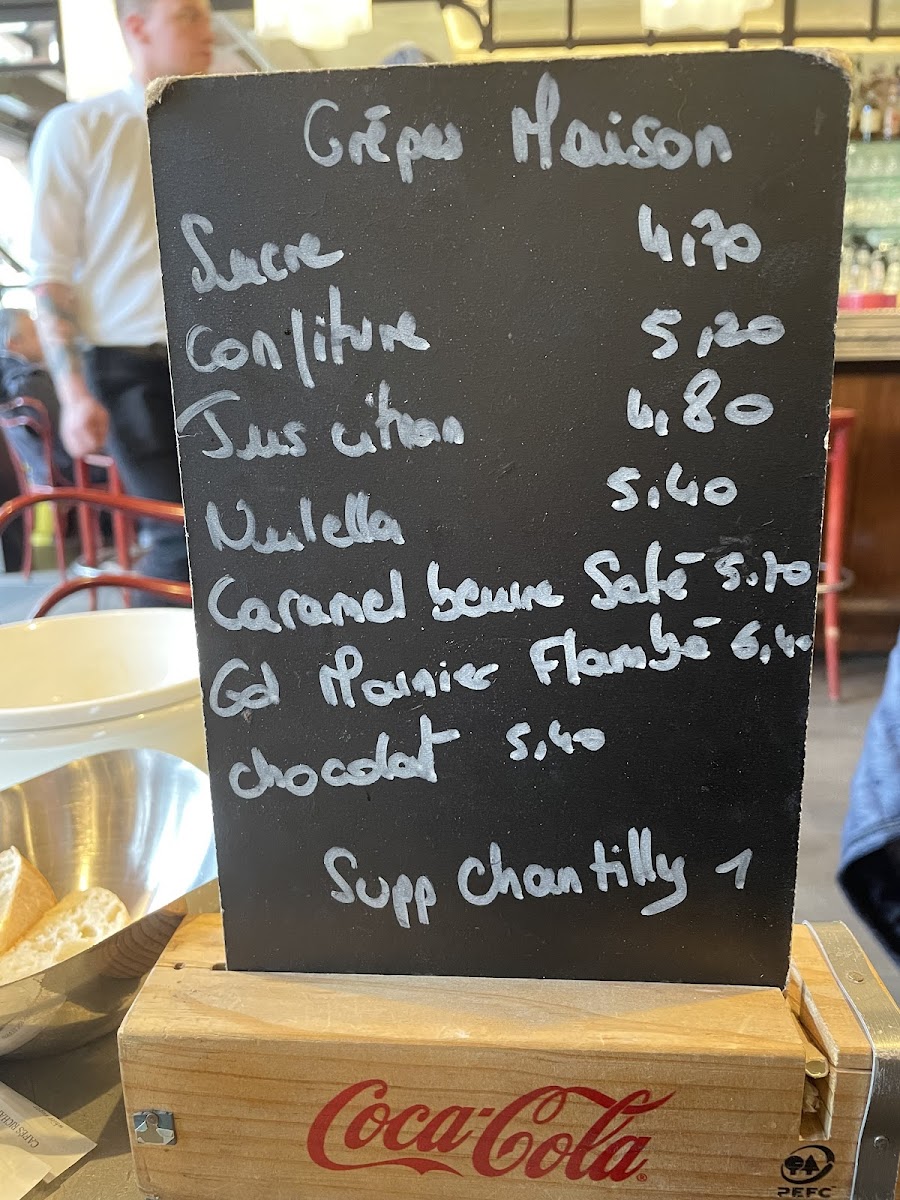 Crêpes Maison
Sucre 4,70
Confiture 5,20
Jus citron 4,80
Nutella 5,40
Caramel beurre Salé 5,70
Gd Marnier Flambé 6,40
chocolat 5,40
Supp Chantilly 1
Coca-Cola
PEFC